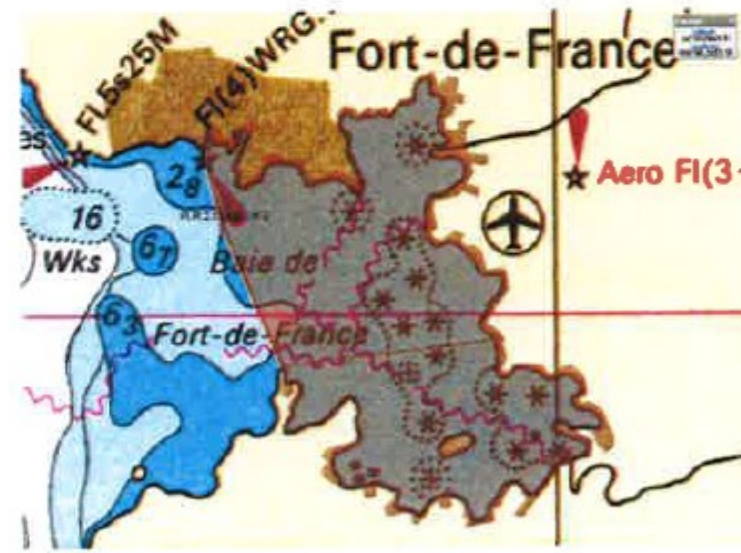 Fort-de-France
Fl.5s25M
Fl(4)WRG.
es
2₈
Aero Fl(3
16
6₇
Wks
Baie de
6₃
Fort-de-France